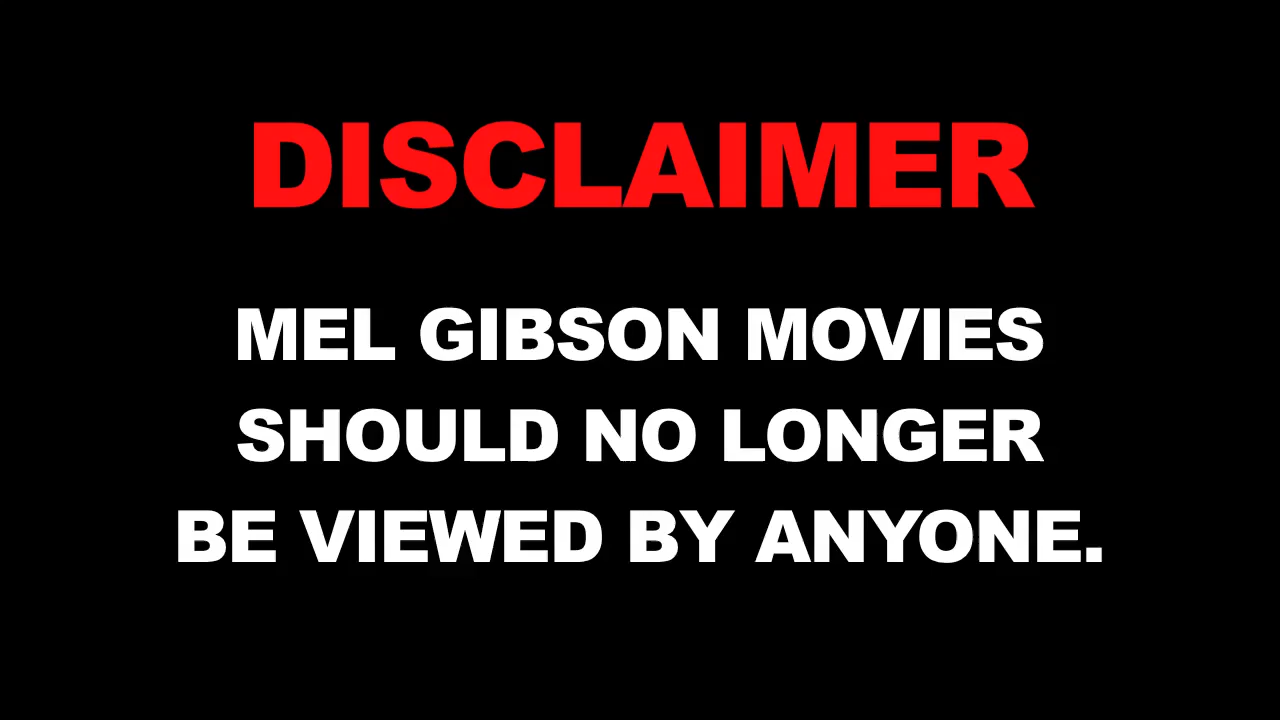 DISCLAIMER
MEL GIBSON MOVIES
SHOULD NO LONGER
BE VIEWED BY ANYONE.